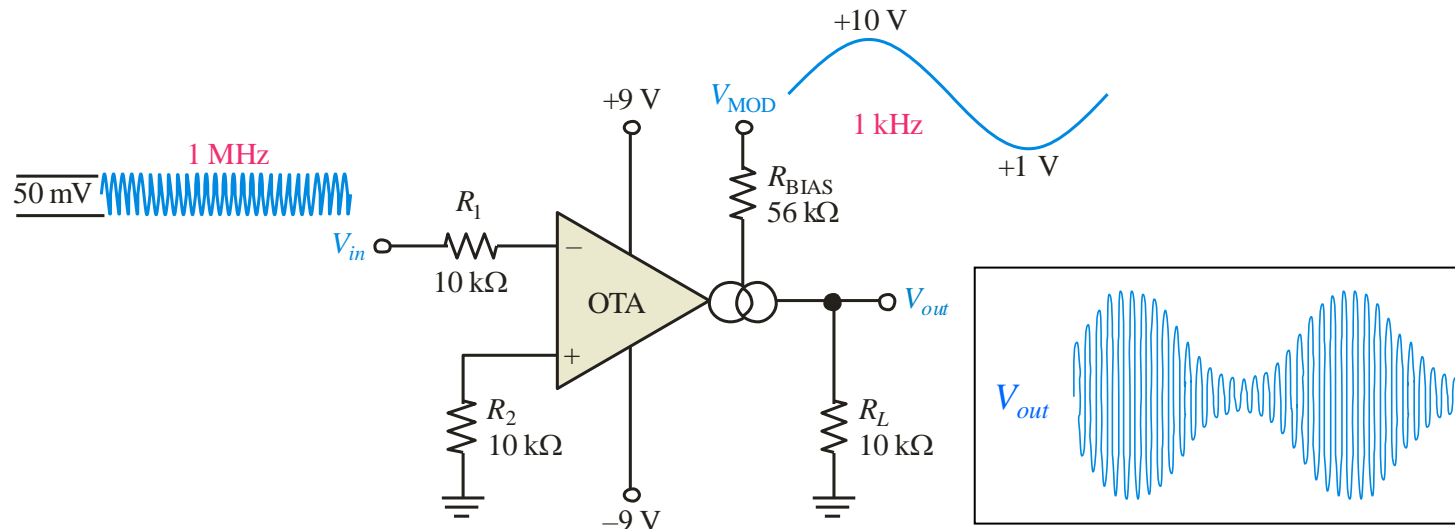 +10 V
+9 V
V_MOD
1 kHz
+1 V
1 MHz
50 mV
R_BIAS
56 kΩ
R_1
V_in
10 kΩ
−
OTA
V_out
+
R_2
10 kΩ
R_L
10 kΩ
V_out
–9 V